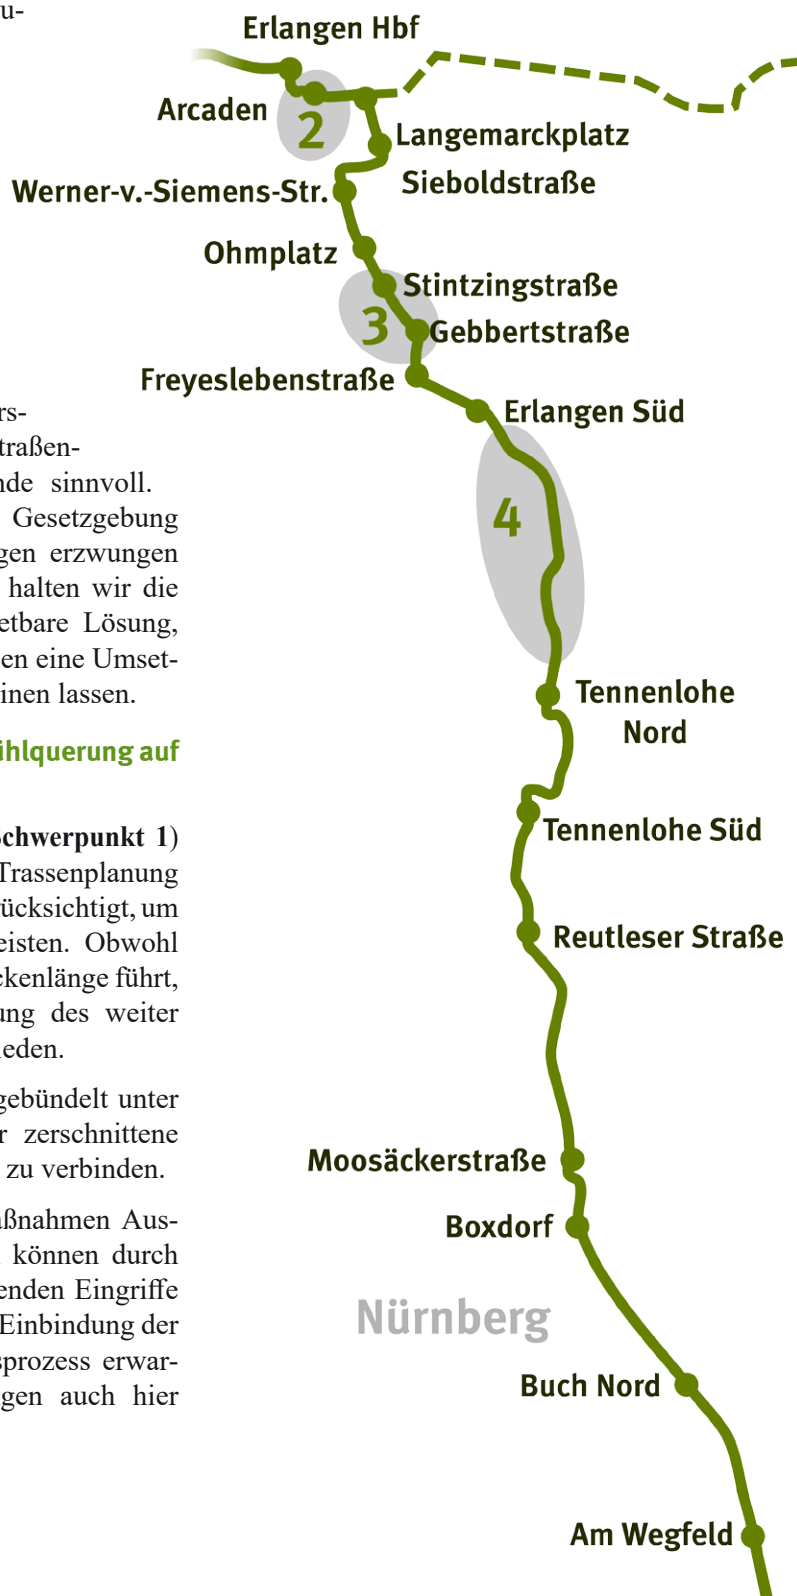 Erlangen Hbf
Arcaden
2
Langemarckplatz
Sieboldstraße
Werner-v.-Siemens-Str.
Ohmplatz
Stintzingstraße
3
Gebbertstraße
Freyeslebenstraße
Erlangen Süd
4
Tennenlohe
Nord
Tennenlohe Süd
Reutleser Straße
Moosäckerstraße
Boxdorf
Nürnberg
Buch Nord
Am Wegfeld
u-
rs-
traßen-
nde sinnvoll.
Gesetzgebung
gen erzwungen
halten wir die
etbare Lösung,
en eine Umset-
inen lassen.
ühlquerung auf
chwerpunkt 1)
Trassenplanung
rücksichtigt, um
eisten. Obwohl
ckenlänge führt,
ung des weiter
ieden.
gebündelt unter
r zerschnittene
zu verbinden.
aßnahmen Aus-
können durch
enden Eingriffe
Einbindung der
sprozess erwar-
gen auch hier